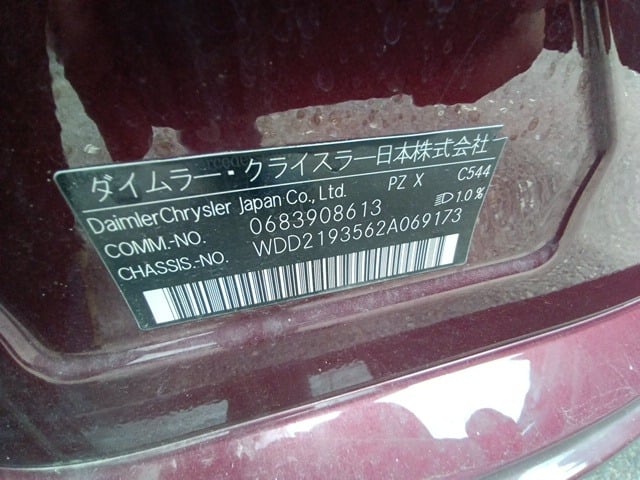 ダイムラー・クライスラー日本株式会社
DaimlerChrysler Japan Co., Ltd. PZ X C544
COMM.-NO. 0683908613 1.0%
CHASSIS.-NO. WDD2193562A069173